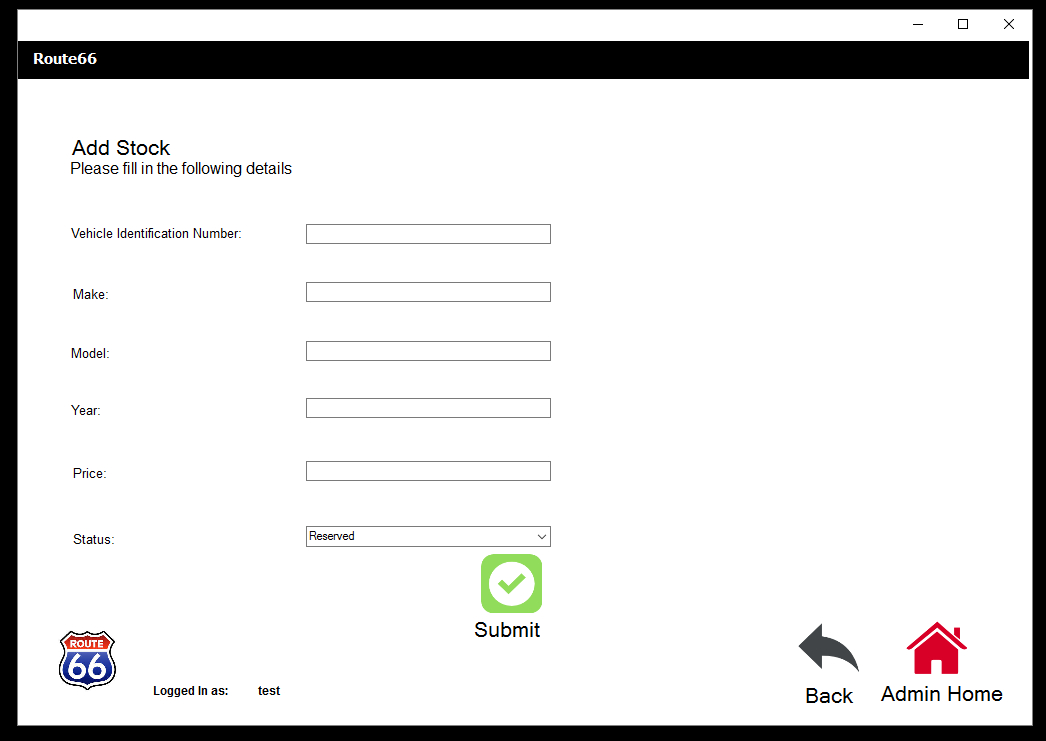 Route66
Add Stock
Please fill in the following details
Vehicle Identification Number:
Make:
Model:
Year:
Price:
Status:
Reserved
Submit
ROUTE
66
Logged In as: test
Back
Admin Home